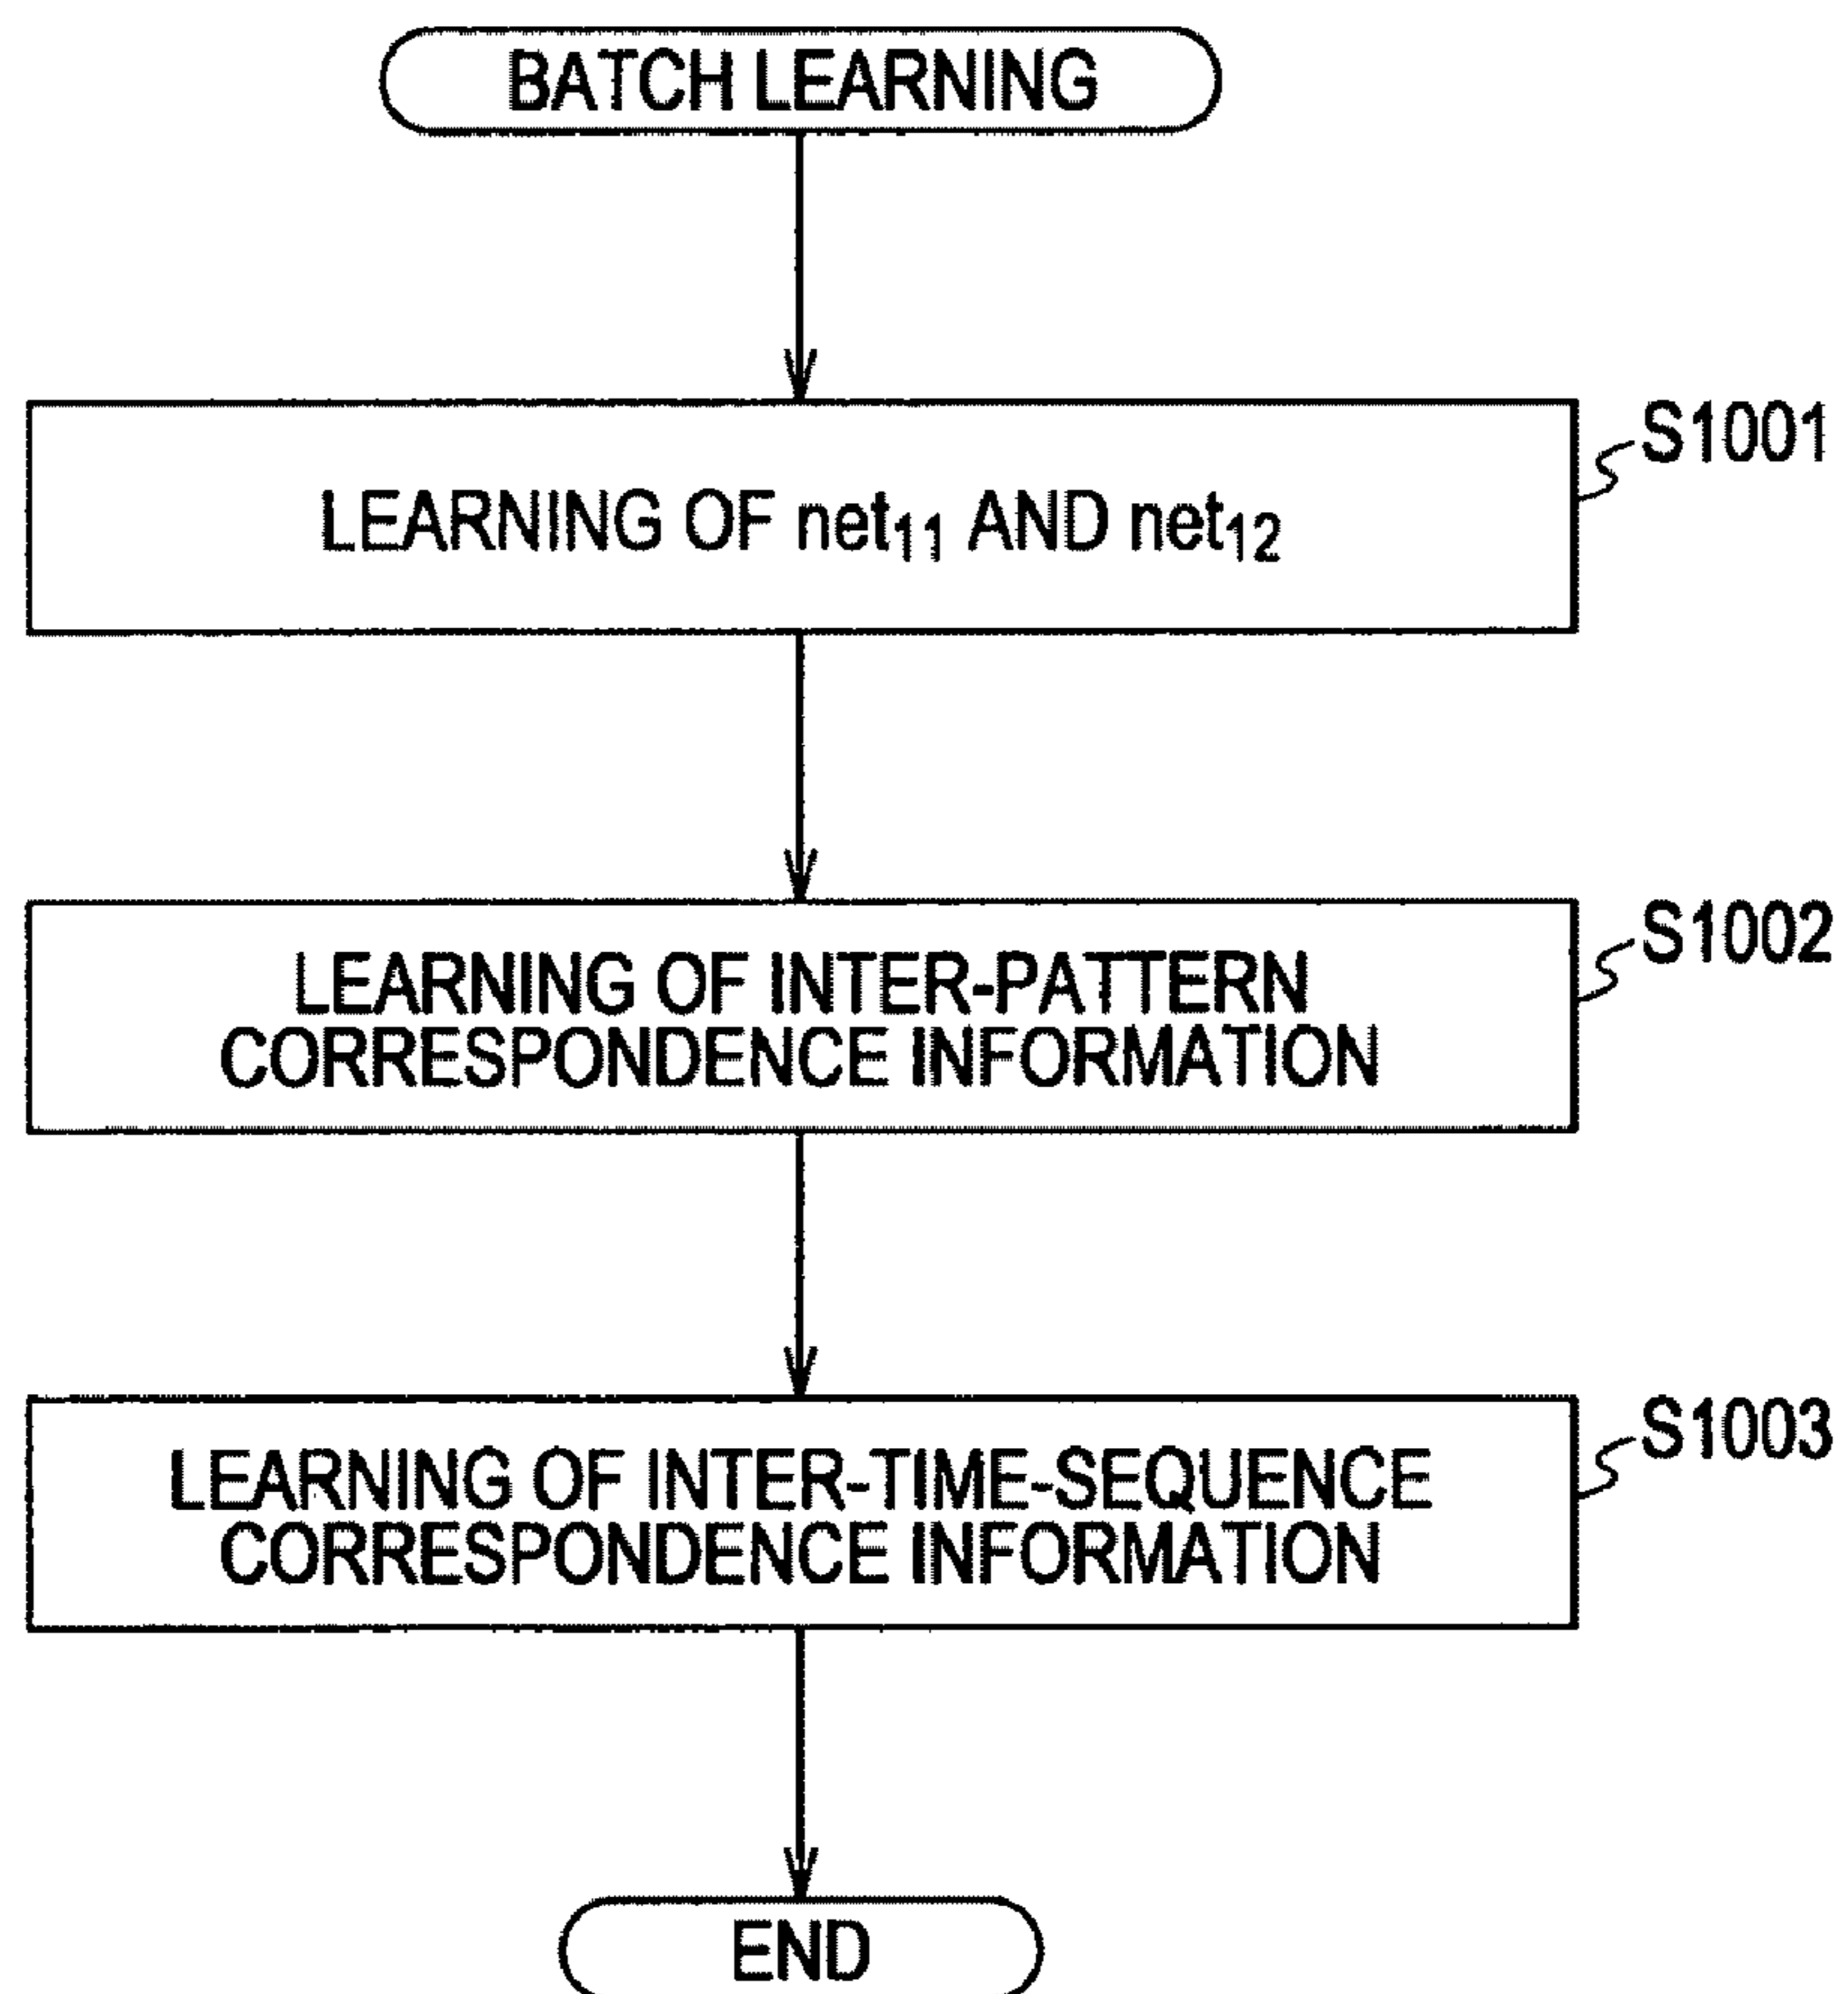 BATCH LEARNING
S1001
LEARNING OF net₁₁ AND net₁₂
S1002
LEARNING OF INTER-PATTERN
CORRESPONDENCE INFORMATION
S1003
LEARNING OF INTER-TIME-SEQUENCE
CORRESPONDENCE INFORMATION
END